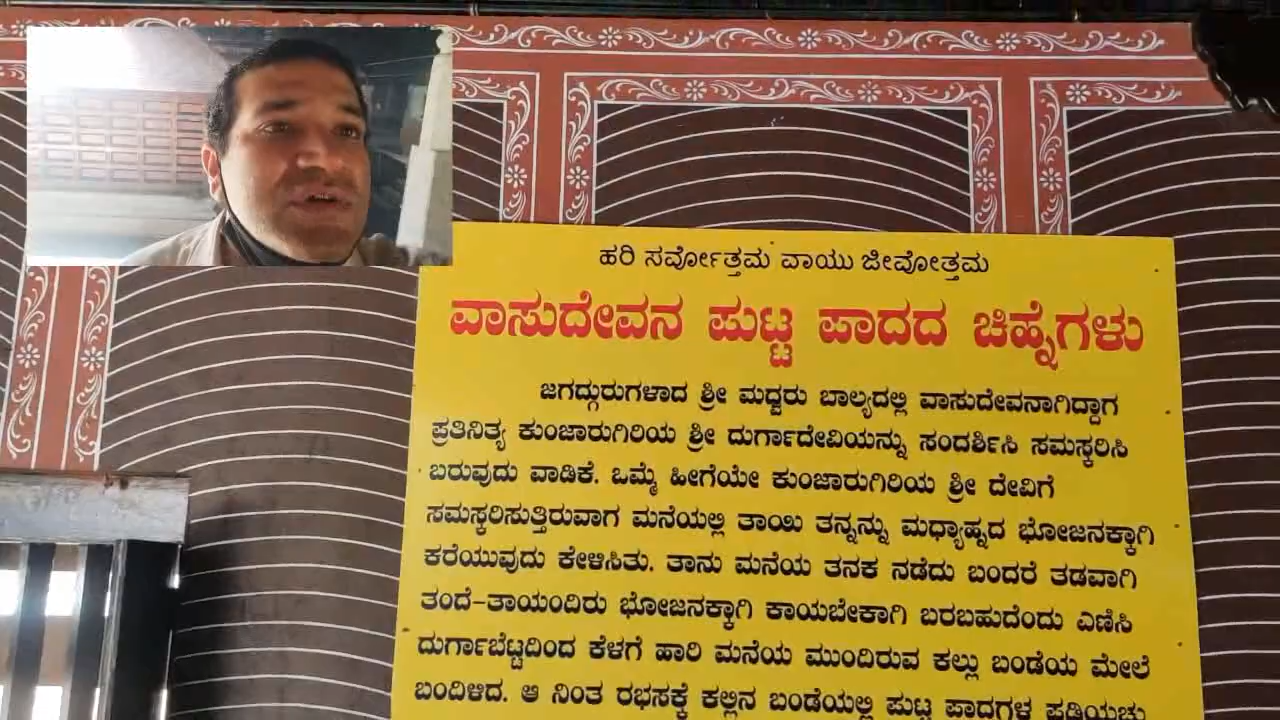 ಹರಿ ಸರ್ವೋತ್ತಮ ವಾಯು ಜೀವೋತ್ತಮ
ವಾಸುದೇವನ ಪುಟ್ಟ ಪಾದದ ಚಿಹ್ನೆಗಳು
ಜಗದ್ಗುರುಗಳಾದ ಶ್ರೀ ಮಧ್ವರು ಬಾಲ್ಯದಲ್ಲಿ ವಾಸುದೇವನಾಗಿದ್ದಾಗ
ಪ್ರತಿನಿತ್ಯ ಕುಂಜಾರುಗಿರಿಯ ಶ್ರೀ ದುರ್ಗಾದೇವಿಯನ್ನು ಸಂದರ್ಶಿಸಿ ನಮಸ್ಕರಿಸಿ
ಬರುವುದು ವಾಡಿಕೆ. ಒಮ್ಮೆ ಹೀಗೆಯೇ ಕುಂಜಾರುಗಿರಿಯ ಶ್ರೀ ದೇವಿಗೆ
ನಮಸ್ಕರಿಸುತ್ತಿರುವಾಗ ಮನೆಯಲ್ಲಿ ತಾಯಿ ತನ್ನನ್ನು ಮಧ್ಯಾಹ್ನದ ಭೋಜನಕ್ಕಾಗಿ
ಕರೆಯುವುದು ಕೇಳಿಸಿತು. ತಾನು ಮನೆಯ ತನಕ ನಡೆದು ಬಂದರೆ ತಡವಾಗಿ
ತಂದೆ-ತಾಯಂದಿರು ಭೋಜನಕ್ಕಾಗಿ ಕಾಯಬೇಕಾಗಿ ಬರಬಹುದೆಂದು ಎಣಿಸಿ
ದುರ್ಗಾಬೆಟ್ಟದಿಂದ ಕೆಳಗೆ ಹಾರಿ ಮನೆಯ ಮುಂದಿರುವ ಕಲ್ಲು ಬಂಡೆಯ ಮೇಲೆ
ಬಂದಿಳಿದ. ಆ ನಿಂತ ರಭಸಕ್ಕೆ ಕಲ್ಲಿನ ಬಂಡೆಯಲ್ಲಿ ಪುಟ್ಟ ಪಾದಗಳ